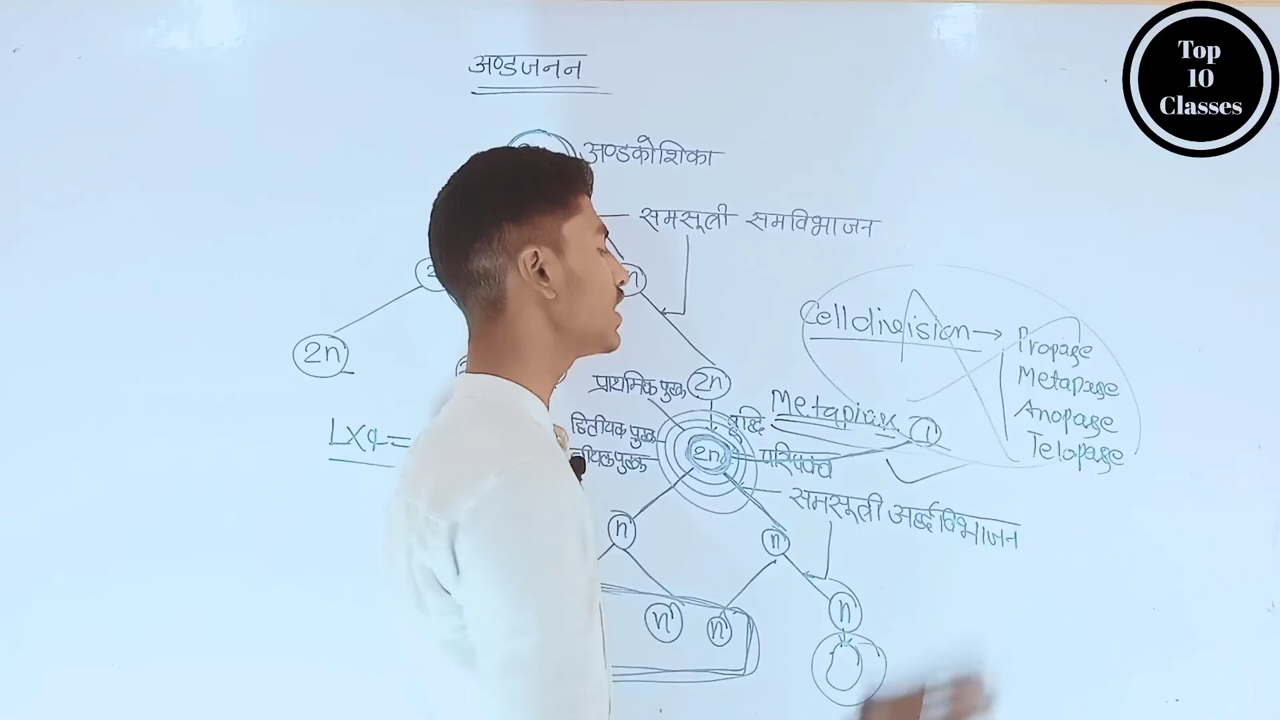 Top
10
Classes
अण्डजनन
अण्डकोशिका
समसूत्री समविभाजन
2n
Celldivision → Propage
Metapage
Anopage
Telopage
प्राथमिक पुटक
2n
द्वितीयक पुटक
वृद्धि
2n
परिपक्व
समसूत्री अर्द्धविभाजन
n
n
n
n
n